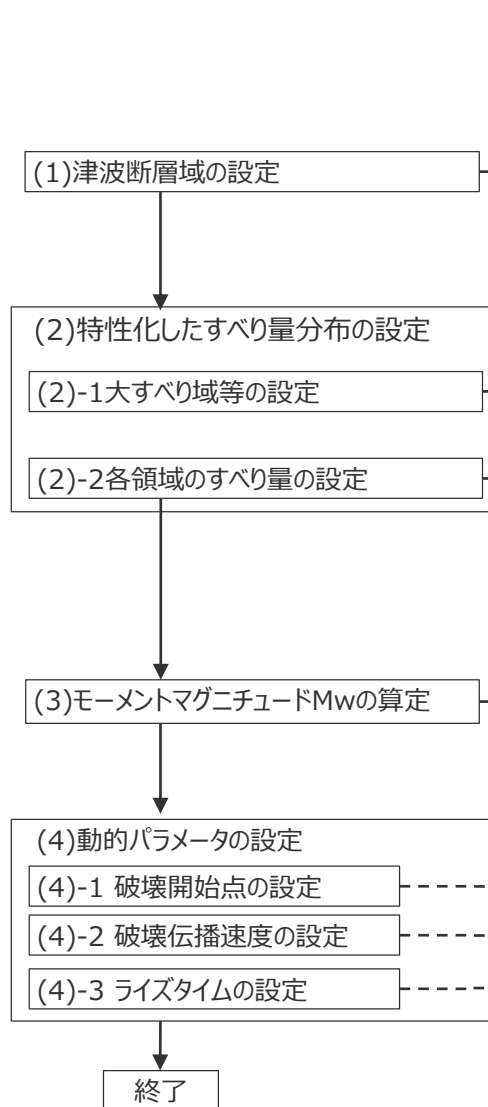 (1)津波断層域の設定
(2)特性化したすべり量分布の設定
(2)-1大すべり域等の設定
(2)-2各領域のすべり量の設定
(3)モーメントマグニチュードMwの算定
(4)動的パラメータの設定
(4)-1 破壊開始点の設定
(4)-2 破壊伝播速度の設定
(4)-3 ライズタイムの設定
終了